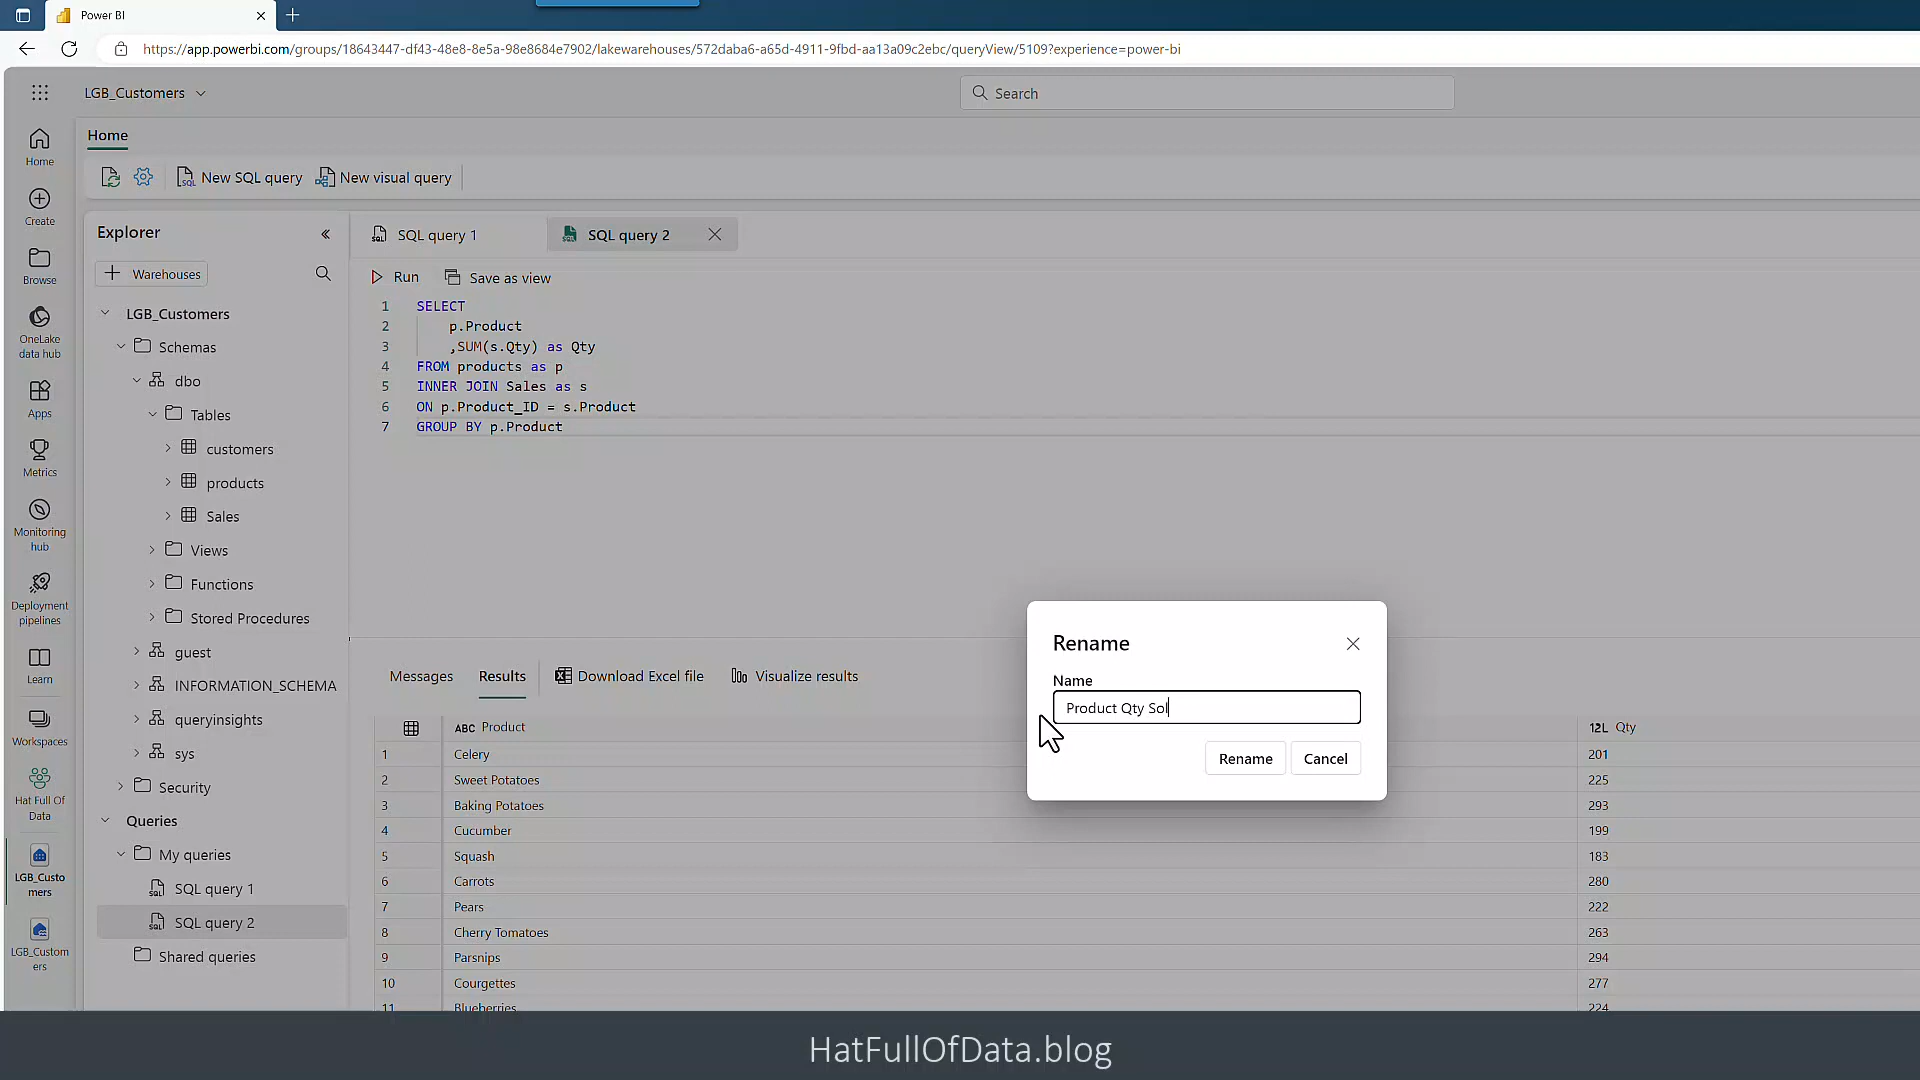 Power BI
https://app.powerbi.com/groups/18643447-df43-48e8-8e5a-98e8684e7902/lakewarehouses/572daba6-a65d-4911-9fbd-aa13a09c2ebc/queryView/5109?experience=power-bi
LGB_Customers
Search
Home
New SQL query
New visual query
Home
Create
Browse
OneLake
data hub
Apps
Metrics
Monitoring
hub
Deployment
pipelines
Learn
Workspaces
Hat Full Of
Data
LGB_Custo
mers
LGB_Custom
ers
Explorer
Warehouses
LGB_Customers
Schemas
dbo
Tables
customers
products
Sales
Views
Functions
Stored Procedures
guest
INFORMATION_SCHEMA
queryinsights
sys
Security
Queries
My queries
SQL query 1
SQL query 2
Shared queries
SQL query 1
SQL query 2
Run
Save as view
1 SELECT
2 p.Product
3 ,SUM(s.Qty) as Qty
4 FROM products as p
5 INNER JOIN Sales as s
6 ON p.Product_ID = s.Product
7 GROUP BY p.Product
Rename
Name
Product Qty Sol
Rename
Cancel
Messages
Results
Download Excel file
Visualize results
ABC Product 12L Qty
1 Celery 201
2 Sweet Potatoes 225
3 Baking Potatoes 293
4 Cucumber 199
5 Squash 183
6 Carrots 280
7 Pears 222
8 Cherry Tomatoes 263
9 Parsnips 294
10 Courgettes 277
11 Blueberries 224
HatFullOfData.blog